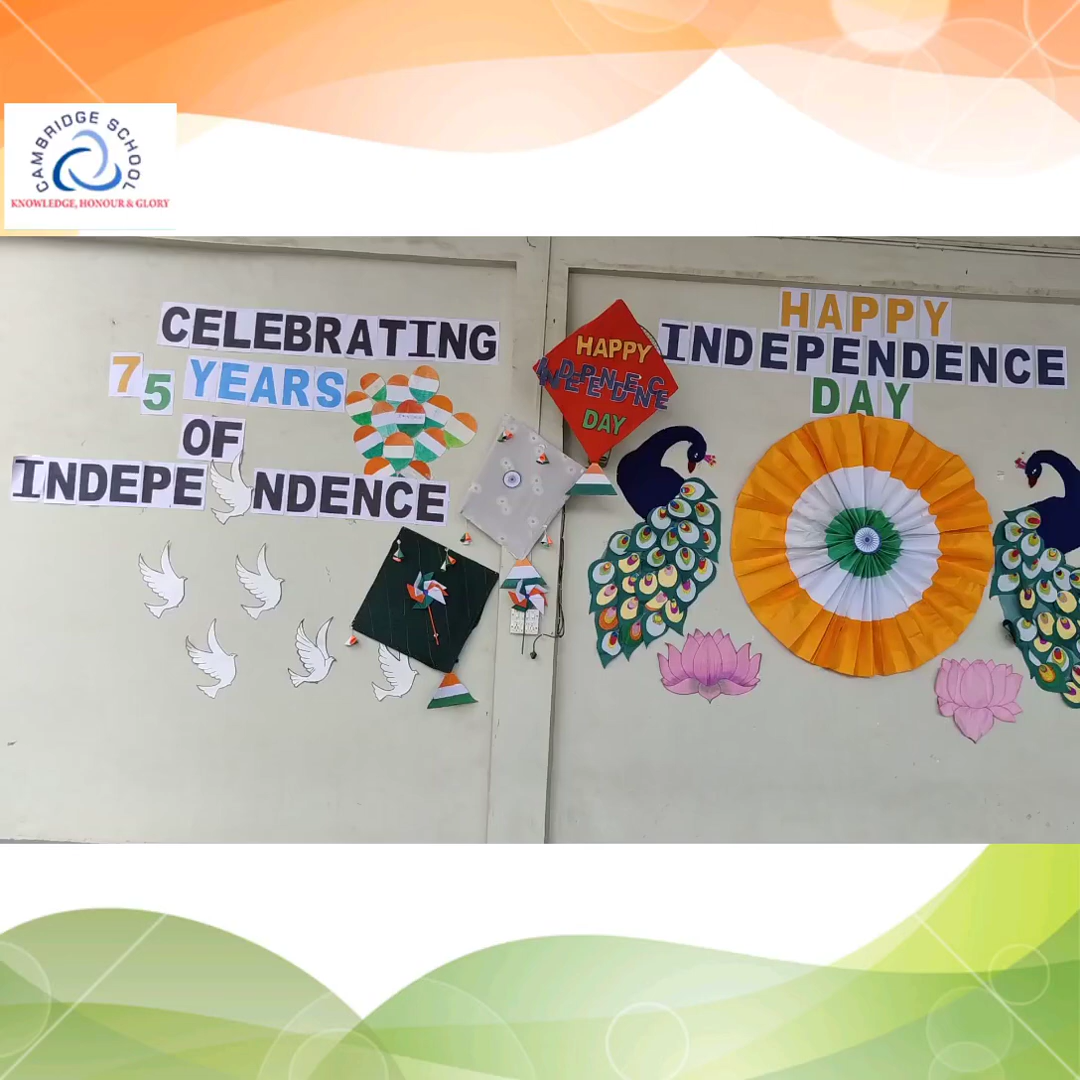 CAMBRIDGE SCHOOL
KNOWLEDGE, HONOUR & GLORY
CELEBRATING
75 YEARS
OF
INDEPENDENCE
HAPPY
DAY
HAPPY
INDEPENDENCE
DAY